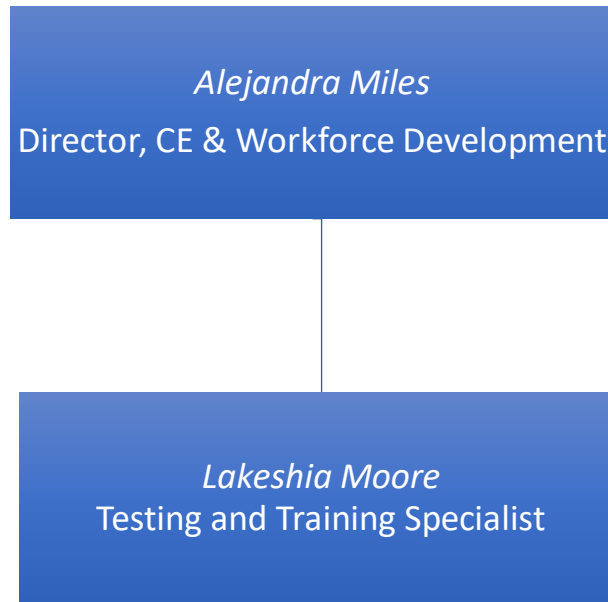 Alejandra Miles
Director, CE & Workforce Development
Lakeshia Moore
Testing and Training Specialist